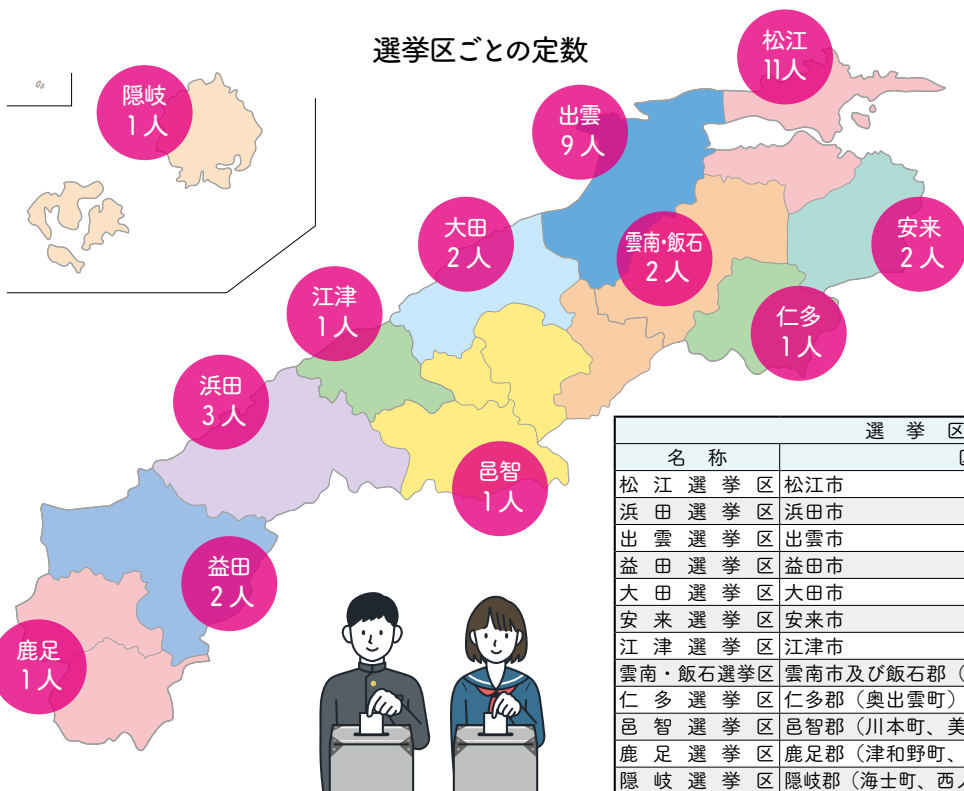 選挙区ごとの定数
松江
11人
隠岐
1人
出雲
9人
大田
2人
雲南・飯石
2人
安来
2人
江津
1人
仁多
1人
浜田
3人
邑智
1人
益田
2人
鹿足
1人
選挙区
名称
松江選挙区 松江市
浜田選挙区 浜田市
出雲選挙区 出雲市
益田選挙区 益田市
大田選挙区 大田市
安来選挙区 安来市
江津選挙区 江津市
雲南・飯石選挙区 雲南市及び飯石郡（
仁多選挙区 仁多郡（奥出雲町）
邑智選挙区 邑智郡（川本町、美
鹿足選挙区 鹿足郡（津和野町、
隠岐選挙区 隠岐郡（海士町、西